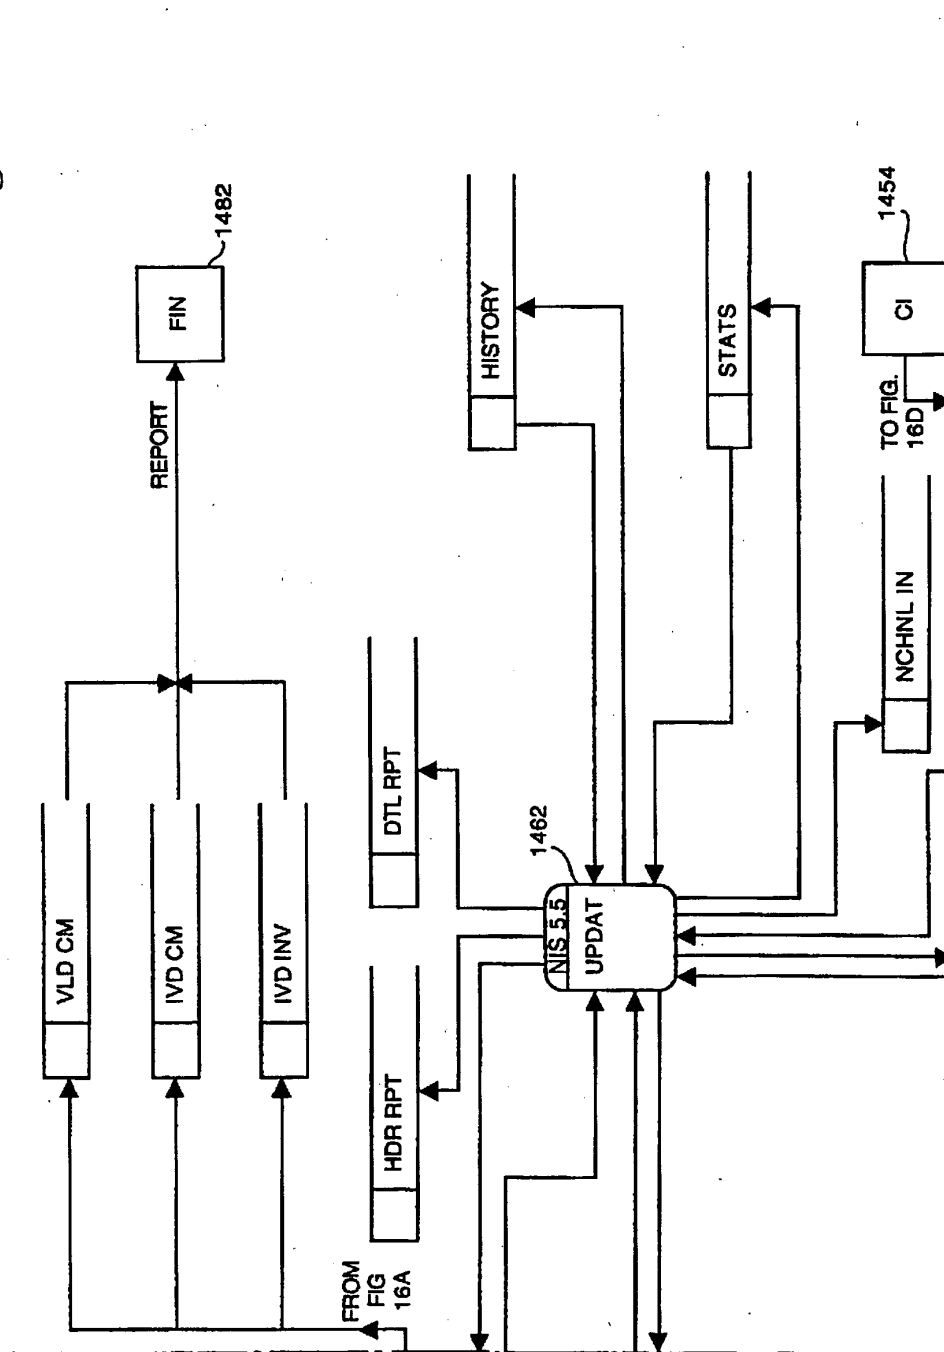 VLD CM
IVD CM
IVD INV
REPORT
FIN
1482
HDR RPT
DTL RPT
HISTORY
STATS
NIS 5.5
UPDAT
1462
NCHNL IN
CI
1454
TO FIG.
16D
FROM
FIG
16A